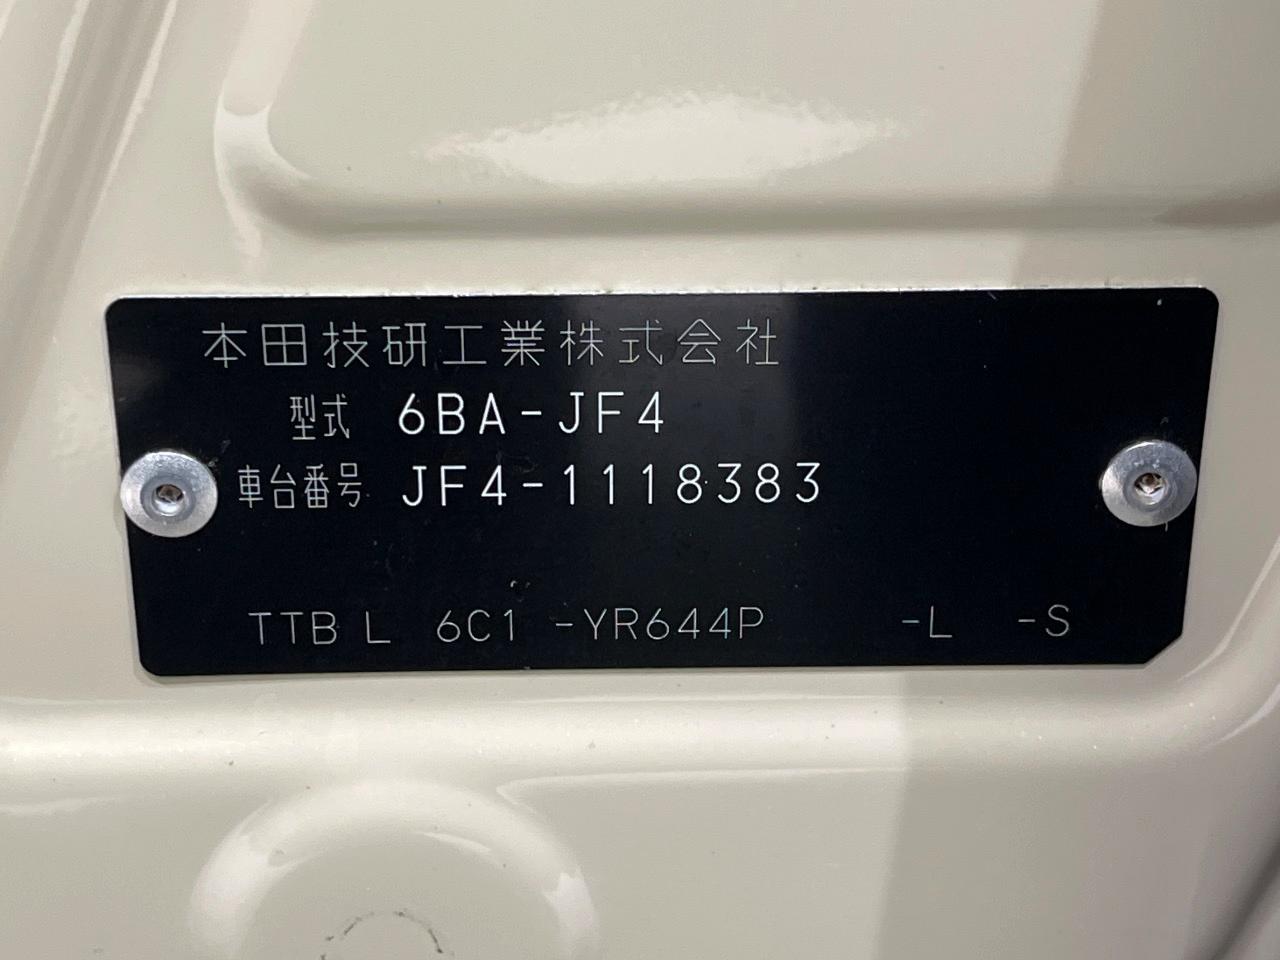 本田技研工業株式会社
型式 6BA-JF4
車台番号 JF4-1118383
TTB L 6C1 -YR644P -L -S